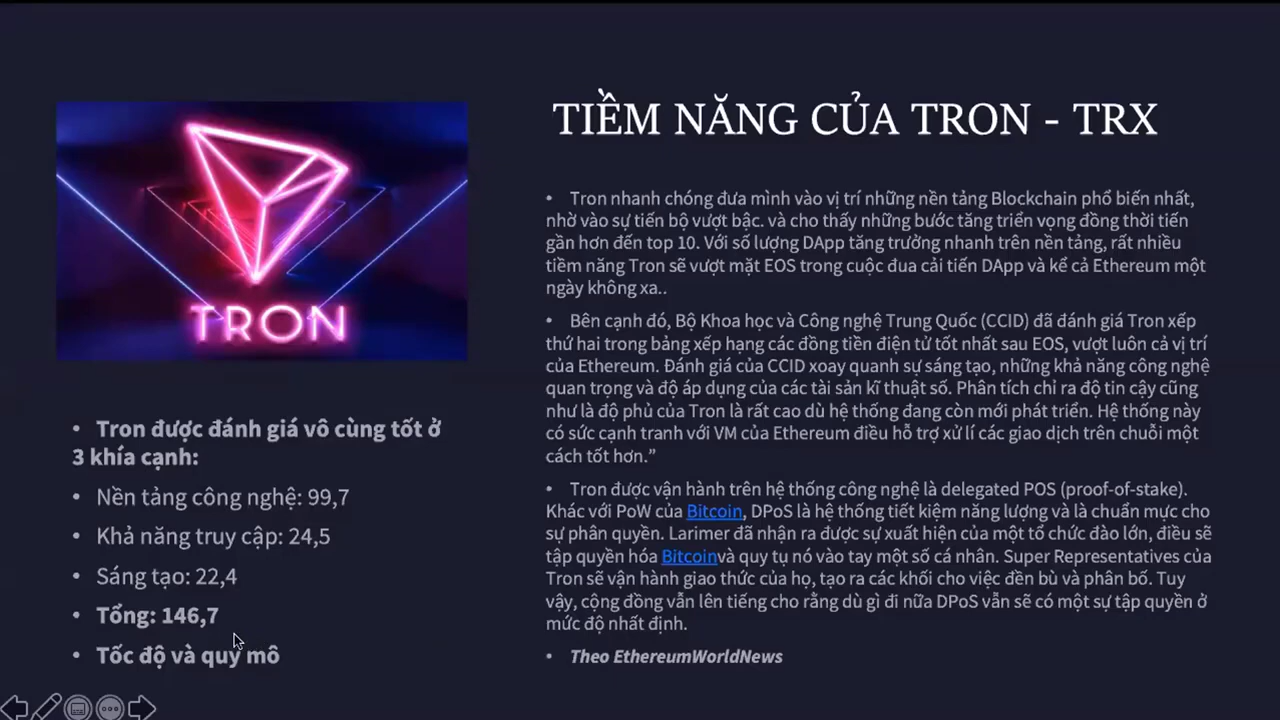 TRON
• Tron được đánh giá vô cùng tốt ở
3 khía cạnh:
• Nền tảng công nghệ: 99,7
• Khả năng truy cập: 24,5
• Sáng tạo: 22,4
• Tổng: 146,7
• Tốc độ và quy mô
TIỀM NĂNG CỦA TRON - TRX
• Tron nhanh chóng đưa mình vào vị trí những nền tảng Blockchain phổ biến nhất,
nhờ vào sự tiến bộ vượt bậc. và cho thấy những bước tăng triển vọng đồng thời tiến
gần hơn đến top 10. Với số lượng DApp tăng trưởng nhanh trên nền tảng, rất nhiều
tiềm năng Tron sẽ vượt mặt EOS trong cuộc đua cải tiến DApp và kể cả Ethereum một
ngày không xa..
• Bên cạnh đó, Bộ Khoa học và Công nghệ Trung Quốc (CCID) đã đánh giá Tron xếp
thứ hai trong bảng xếp hạng các đồng tiền điện tử tốt nhất sau EOS, vượt luôn cả vị trí
của Ethereum. Đánh giá của CCID xoay quanh sự sáng tạo, những khả năng công nghệ
quan trọng và độ áp dụng của các tài sản kĩ thuật số. Phân tích chỉ ra độ tin cậy cũng
như là độ phủ của Tron là rất cao dù hệ thống đang còn mới phát triển. Hệ thống này
có sức cạnh tranh với VM của Ethereum điều hỗ trợ xử lí các giao dịch trên chuỗi một
cách tốt hơn.”
• Tron được vận hành trên hệ thống công nghệ là delegated POS (proof-of-stake).
Khác với PoW của Bitcoin, DPoS là hệ thống tiết kiệm năng lượng và là chuẩn mực cho
sự phân quyền. Larimer đã nhận ra được sự xuất hiện của một tổ chức đào lớn, điều sẽ
tập quyền hóa Bitcoinvà quy tụ nó vào tay một số cá nhân. Super Representatives của
Tron sẽ vận hành giao thức của họ, tạo ra các khối cho việc đền bù và phân bố. Tuy
vậy, cộng đồng vẫn lên tiếng cho rằng dù gì đi nữa DPoS vẫn sẽ có một sự tập quyền ở
mức độ nhất định.
• Theo EthereumWorldNews